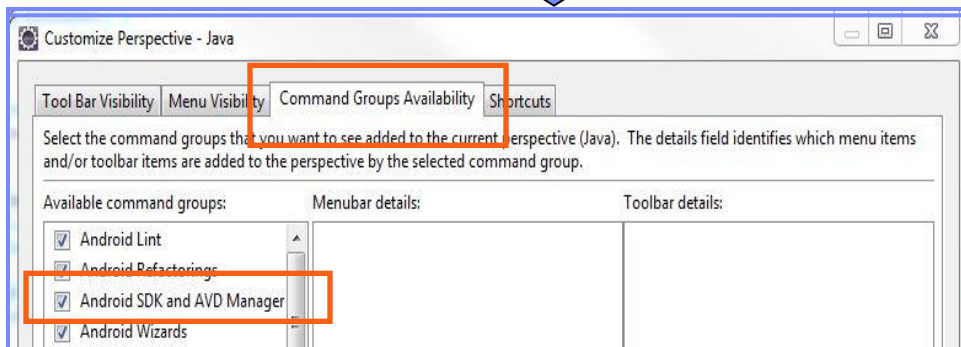 Customize Perspective - Java
Tool Bar Visibility Menu Visibility Command Groups Availability Shortcuts
Select the command groups that you want to see added to the current perspective (Java). The details field identifies which menu items
and/or toolbar items are added to the perspective by the selected command group.
Available command groups: Menubar details: Toolbar details:
Android Lint
Android Refactorings
Android SDK and AVD Manager
Android Wizards